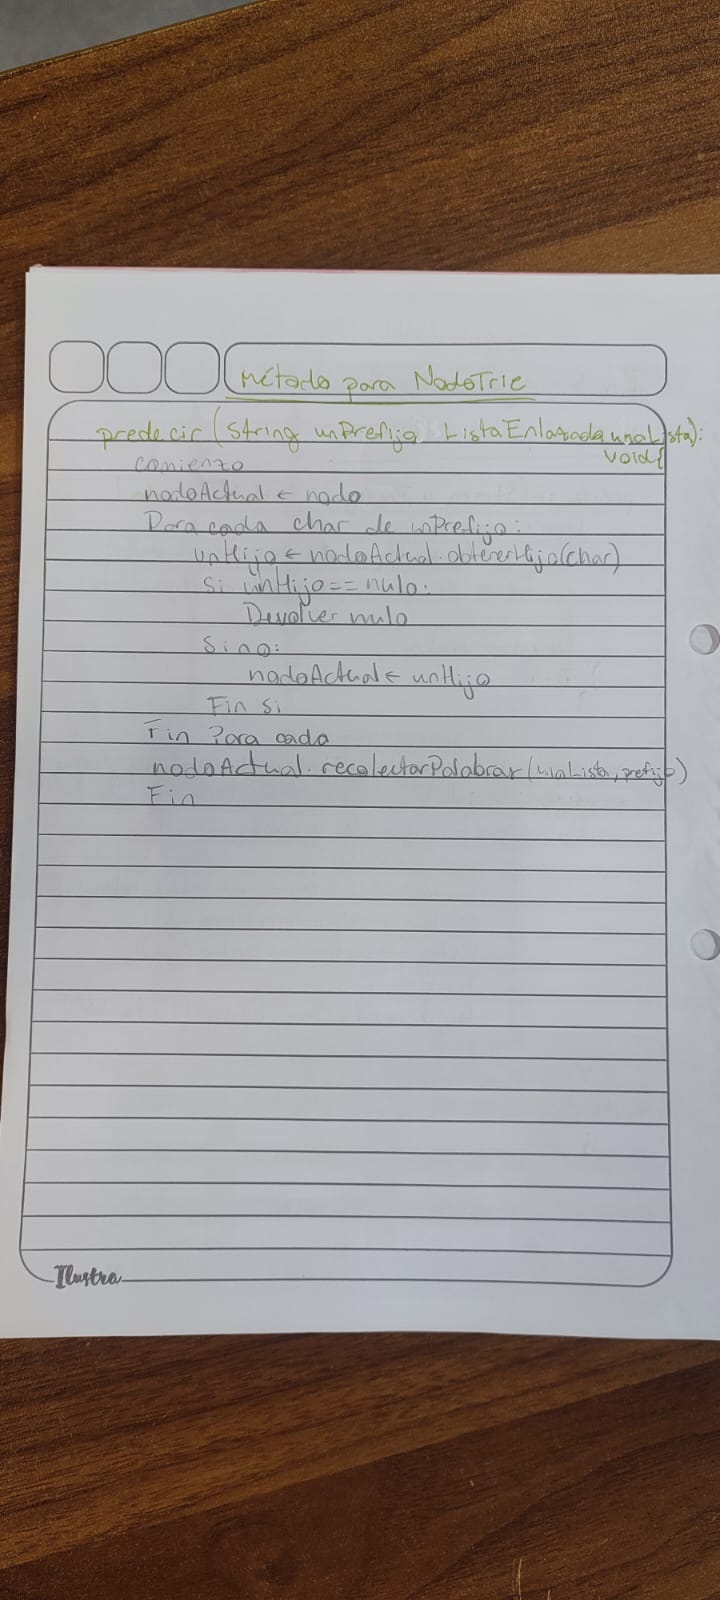 Método para NodoTrie
predecir (String unPrefijo, ListaEnlazada unaLista):
void{
comienzo
nodoActual ← nodo
Para cada char de unPrefijo:
unHijo ← nodoActual.obtenerHijo(char)
Si unHijo == nulo:
Devolver nulo
Sino:
nodoActual ← unHijo
Fin si
Fin Para cada
nodoActual.recolectarPalabrar(unaLista, prefijo)
Fin
Ilustra